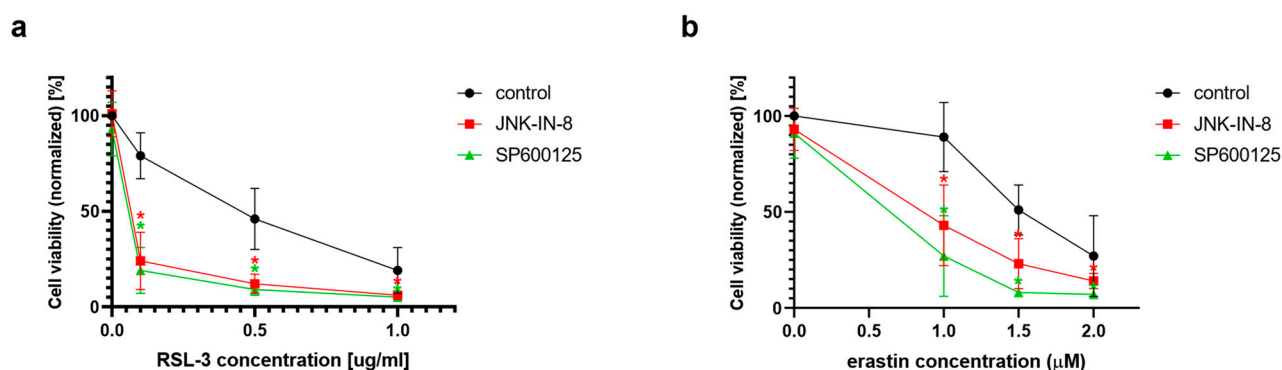 a
Cell viability (normalized) [%]
100
50
0
0.0 0.5 1.0
RSL-3 concentration [ug/ml]
control
JNK-IN-8
SP600125
* * * * * *
b
Cell viability (normalized) [%]
100
50
0
0.0 0.5 1.0 1.5 2.0
erastin concentration (μM)
control
JNK-IN-8
SP600125
* * * * * *